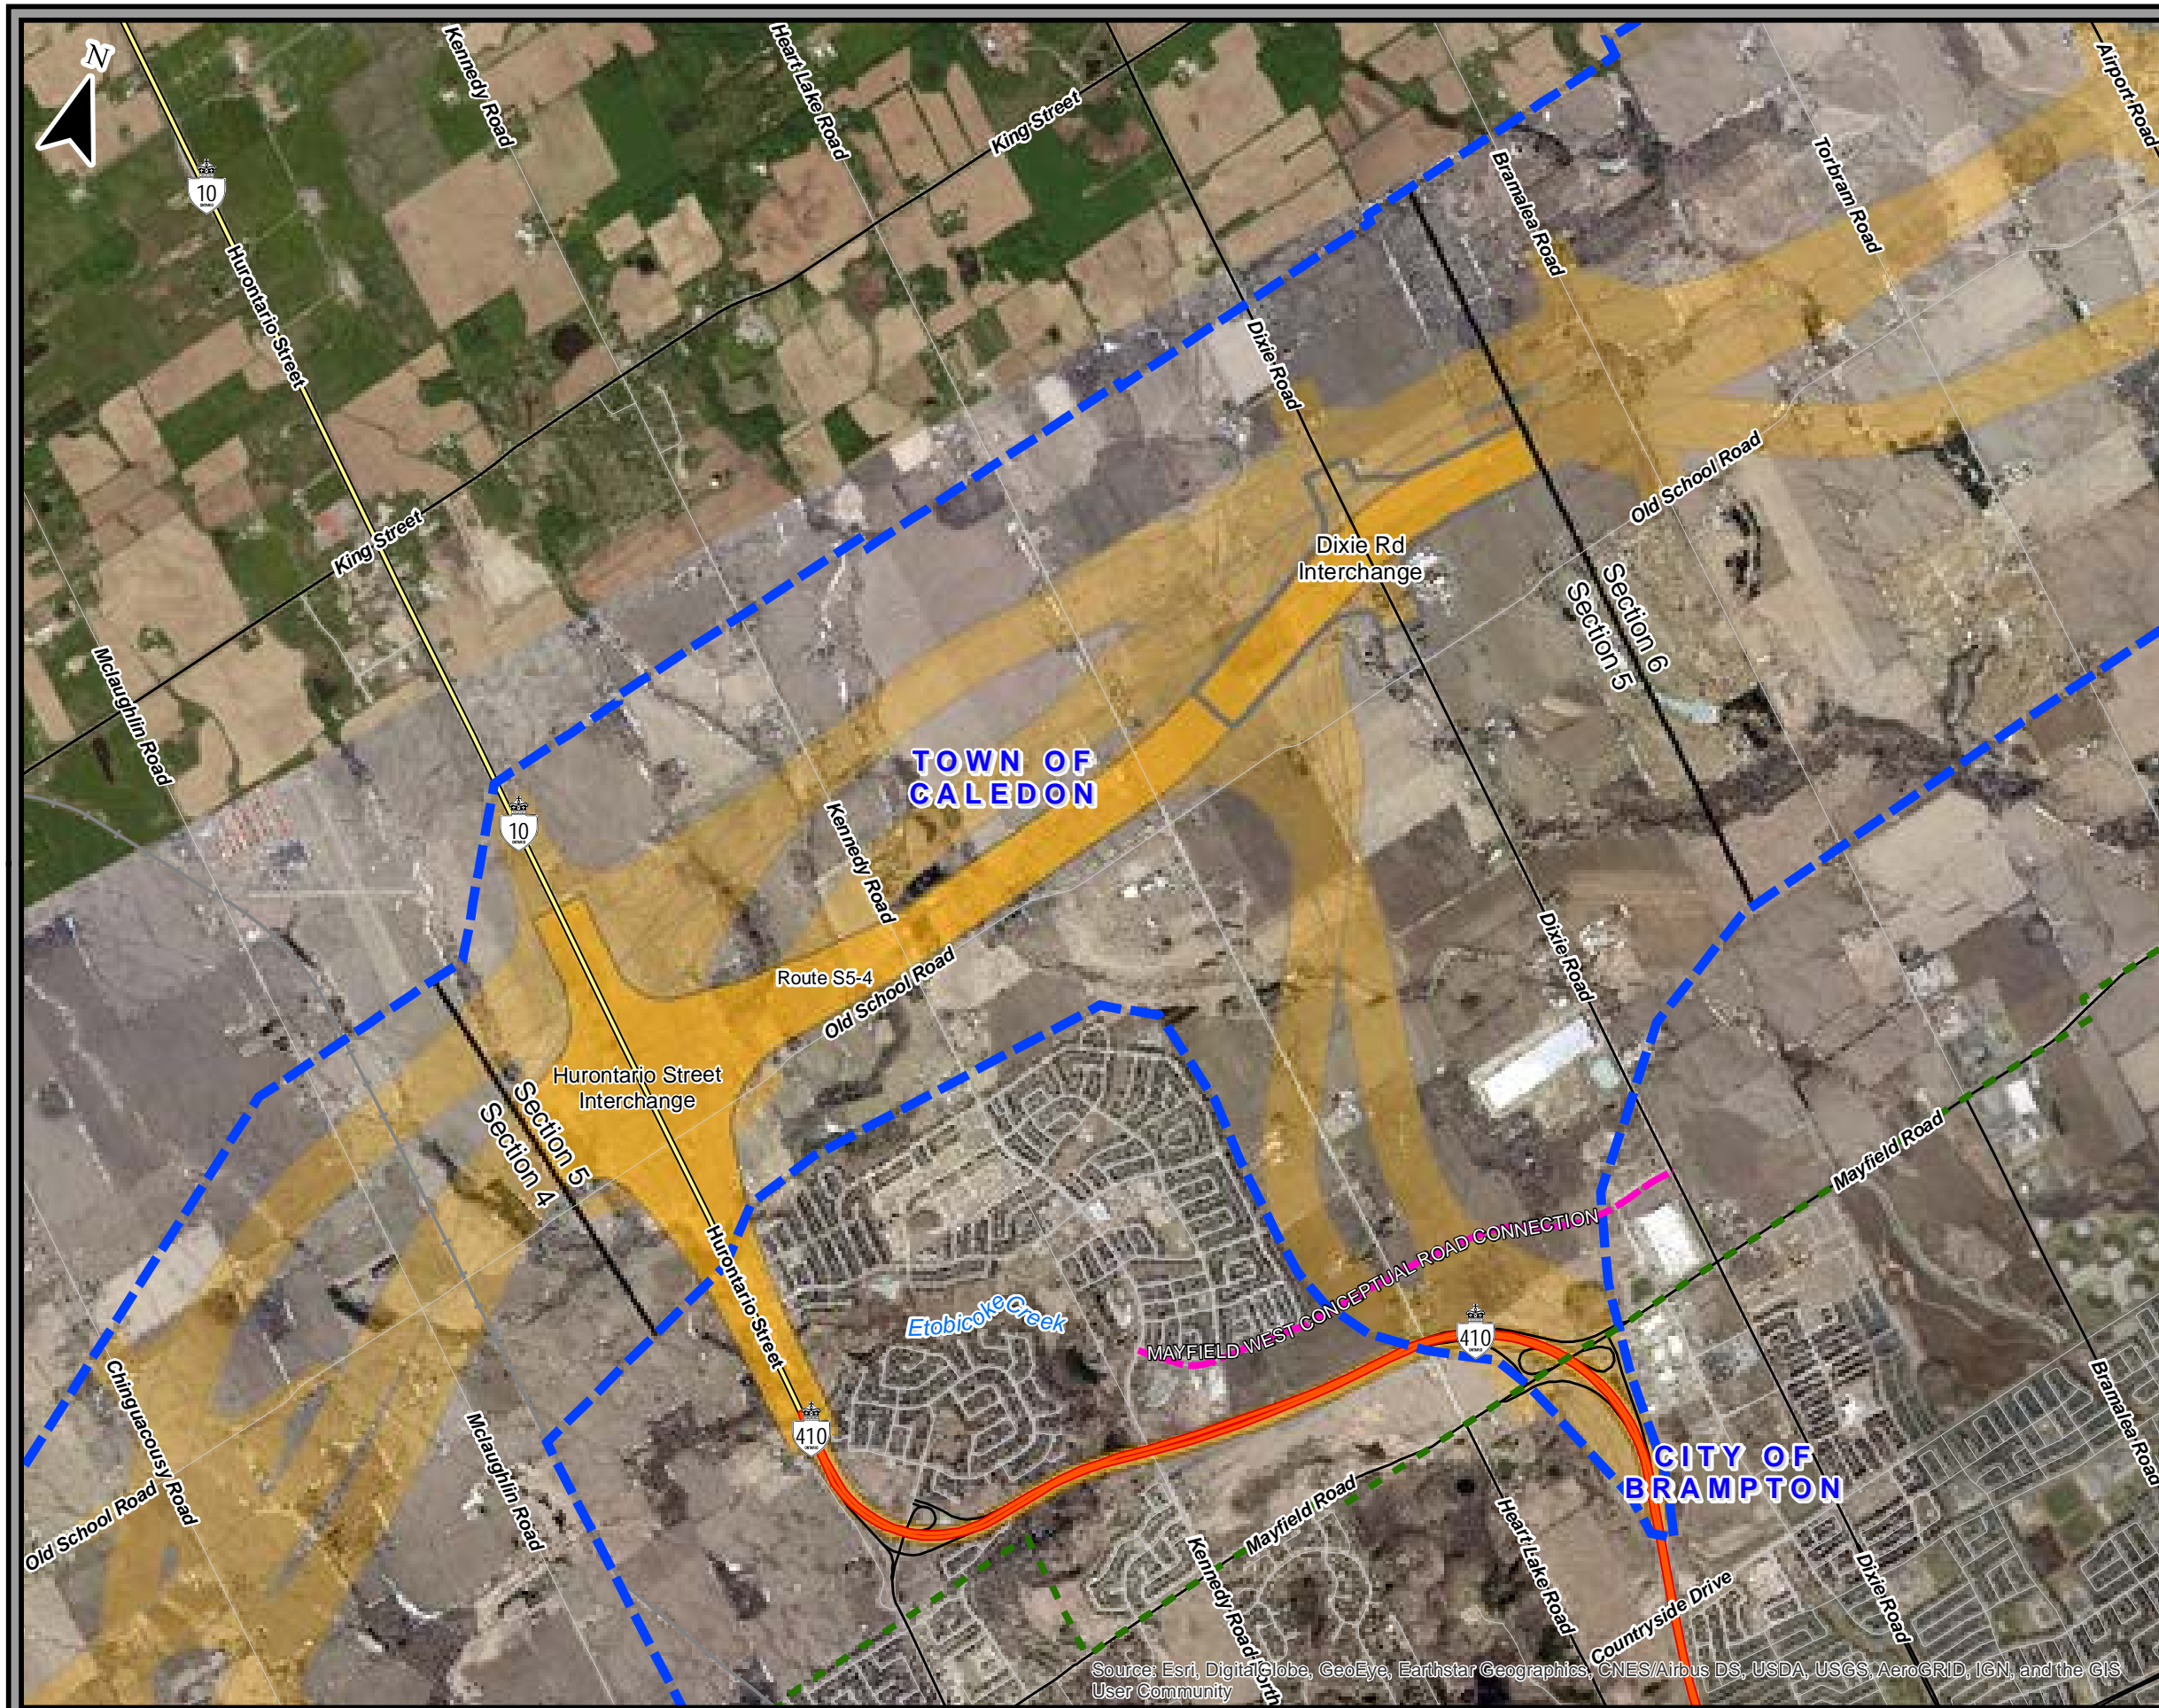 N
Kennedy Road
Heart Lake Road
King Street
Airport Road
10
ONTARIO
Bramalea Road
Torbram Road
Hurontario Street
Dixie Road
King Street
Old School Road
Dixie Rd
Interchange
Section 6
Section 5
Mclaughlin Road
TOWN OF
CALEDON
10
ONTARIO
Kennedy Road
Route S5-4
Old School Road
Dixie Road
Hurontario Street
Interchange
Section 5
Section 4
Mayfield Road
MAYFIELD WEST CONCEPTUAL ROAD CONNECTION
Hurontario Street
Etobicoke Creek
410
ONTARIO
410
ONTARIO
Chinguacousy Road
Mclaughlin Road
Old School Road
Bramalea Road
CITY OF
BRAMPTON
Mayfield Road
Heart Lake Road
Kennedy Road North
Dixie Road
Countryside Drive
Source: Esri, DigitalGlobe, GeoEye, Earthstar Geographics, CNES/Airbus DS, USDA, USGS, AeroGRID, IGN, and the GIS
User Community